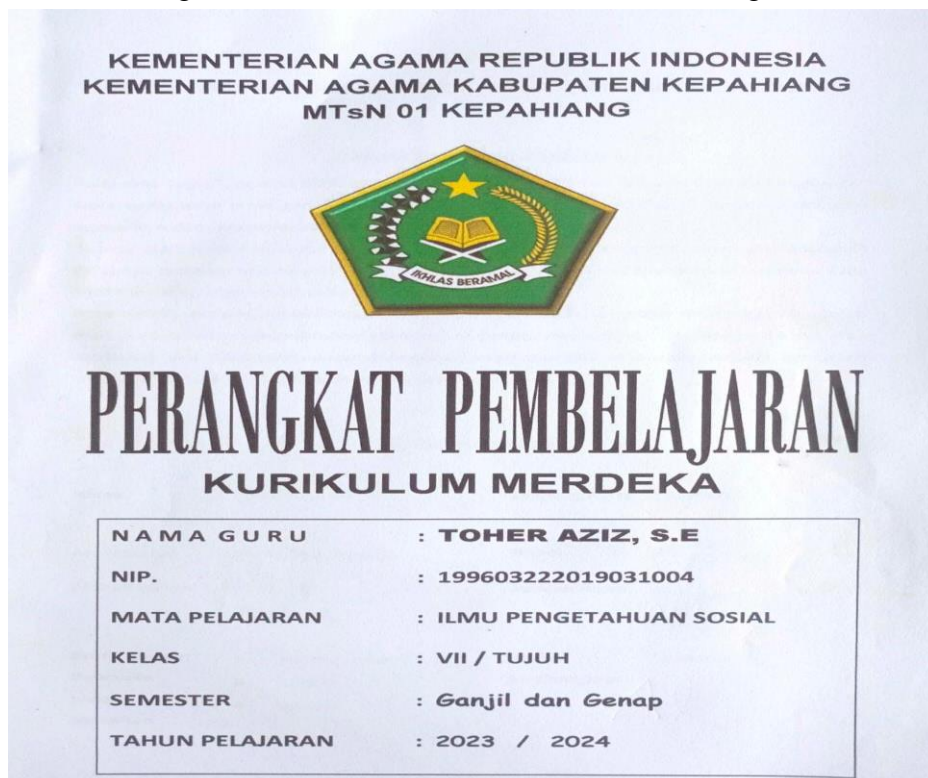 KEMENTERIAN AGAMA REPUBLIK INDONESIA
KEMENTERIAN AGAMA KABUPATEN KEPAHIANG
MTsN 01 KEPAHIANG
IKHLAS BERAMAL
PERANGKAT PEMBELAJARAN
KURIKULUM MERDEKA
NAMA GURU : TOHER AZIZ, S.E
NIP. : 199603222019031004
MATA PELAJARAN : ILMU PENGETAHUAN SOSIAL
KELAS : VII / TUJUH
SEMESTER : Ganjil dan Genap
TAHUN PELAJARAN : 2023 / 2024